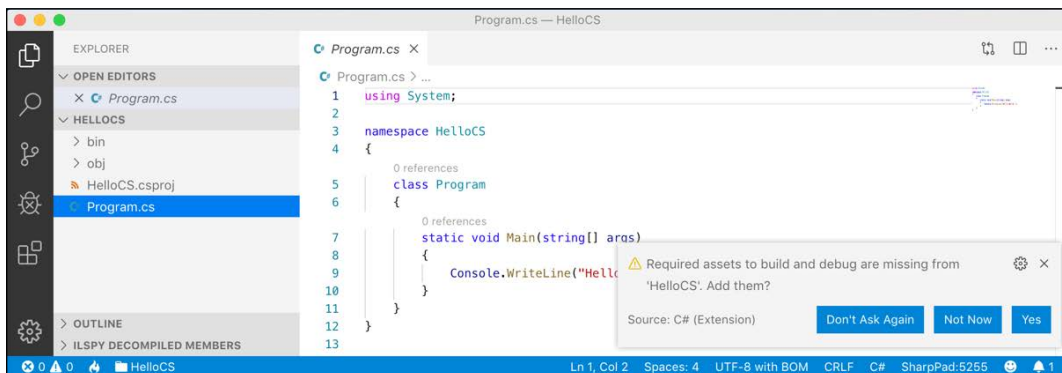 Program.cs — HelloCS
EXPLORER
OPEN EDITORS
Program.cs
HELLOCS
bin
obj
HelloCS.csproj
Program.cs
OUTLINE
ILSPY DECOMPILED MEMBERS
Program.cs
Program.cs > ...
1 using System;
2
3 namespace HelloCS
4 {
0 references
5 class Program
6 {
0 references
7 static void Main(string[] args)
8 {
9 Console.WriteLine("Hello
10 }
11 }
12 }
13
Required assets to build and debug are missing from
'HelloCS'. Add them?
Source: C# (Extension) Don't Ask Again Not Now Yes
0 0 HelloCS Ln 1, Col 2 Spaces: 4 UTF-8 with BOM CRLF C# SharpPad:5255 1